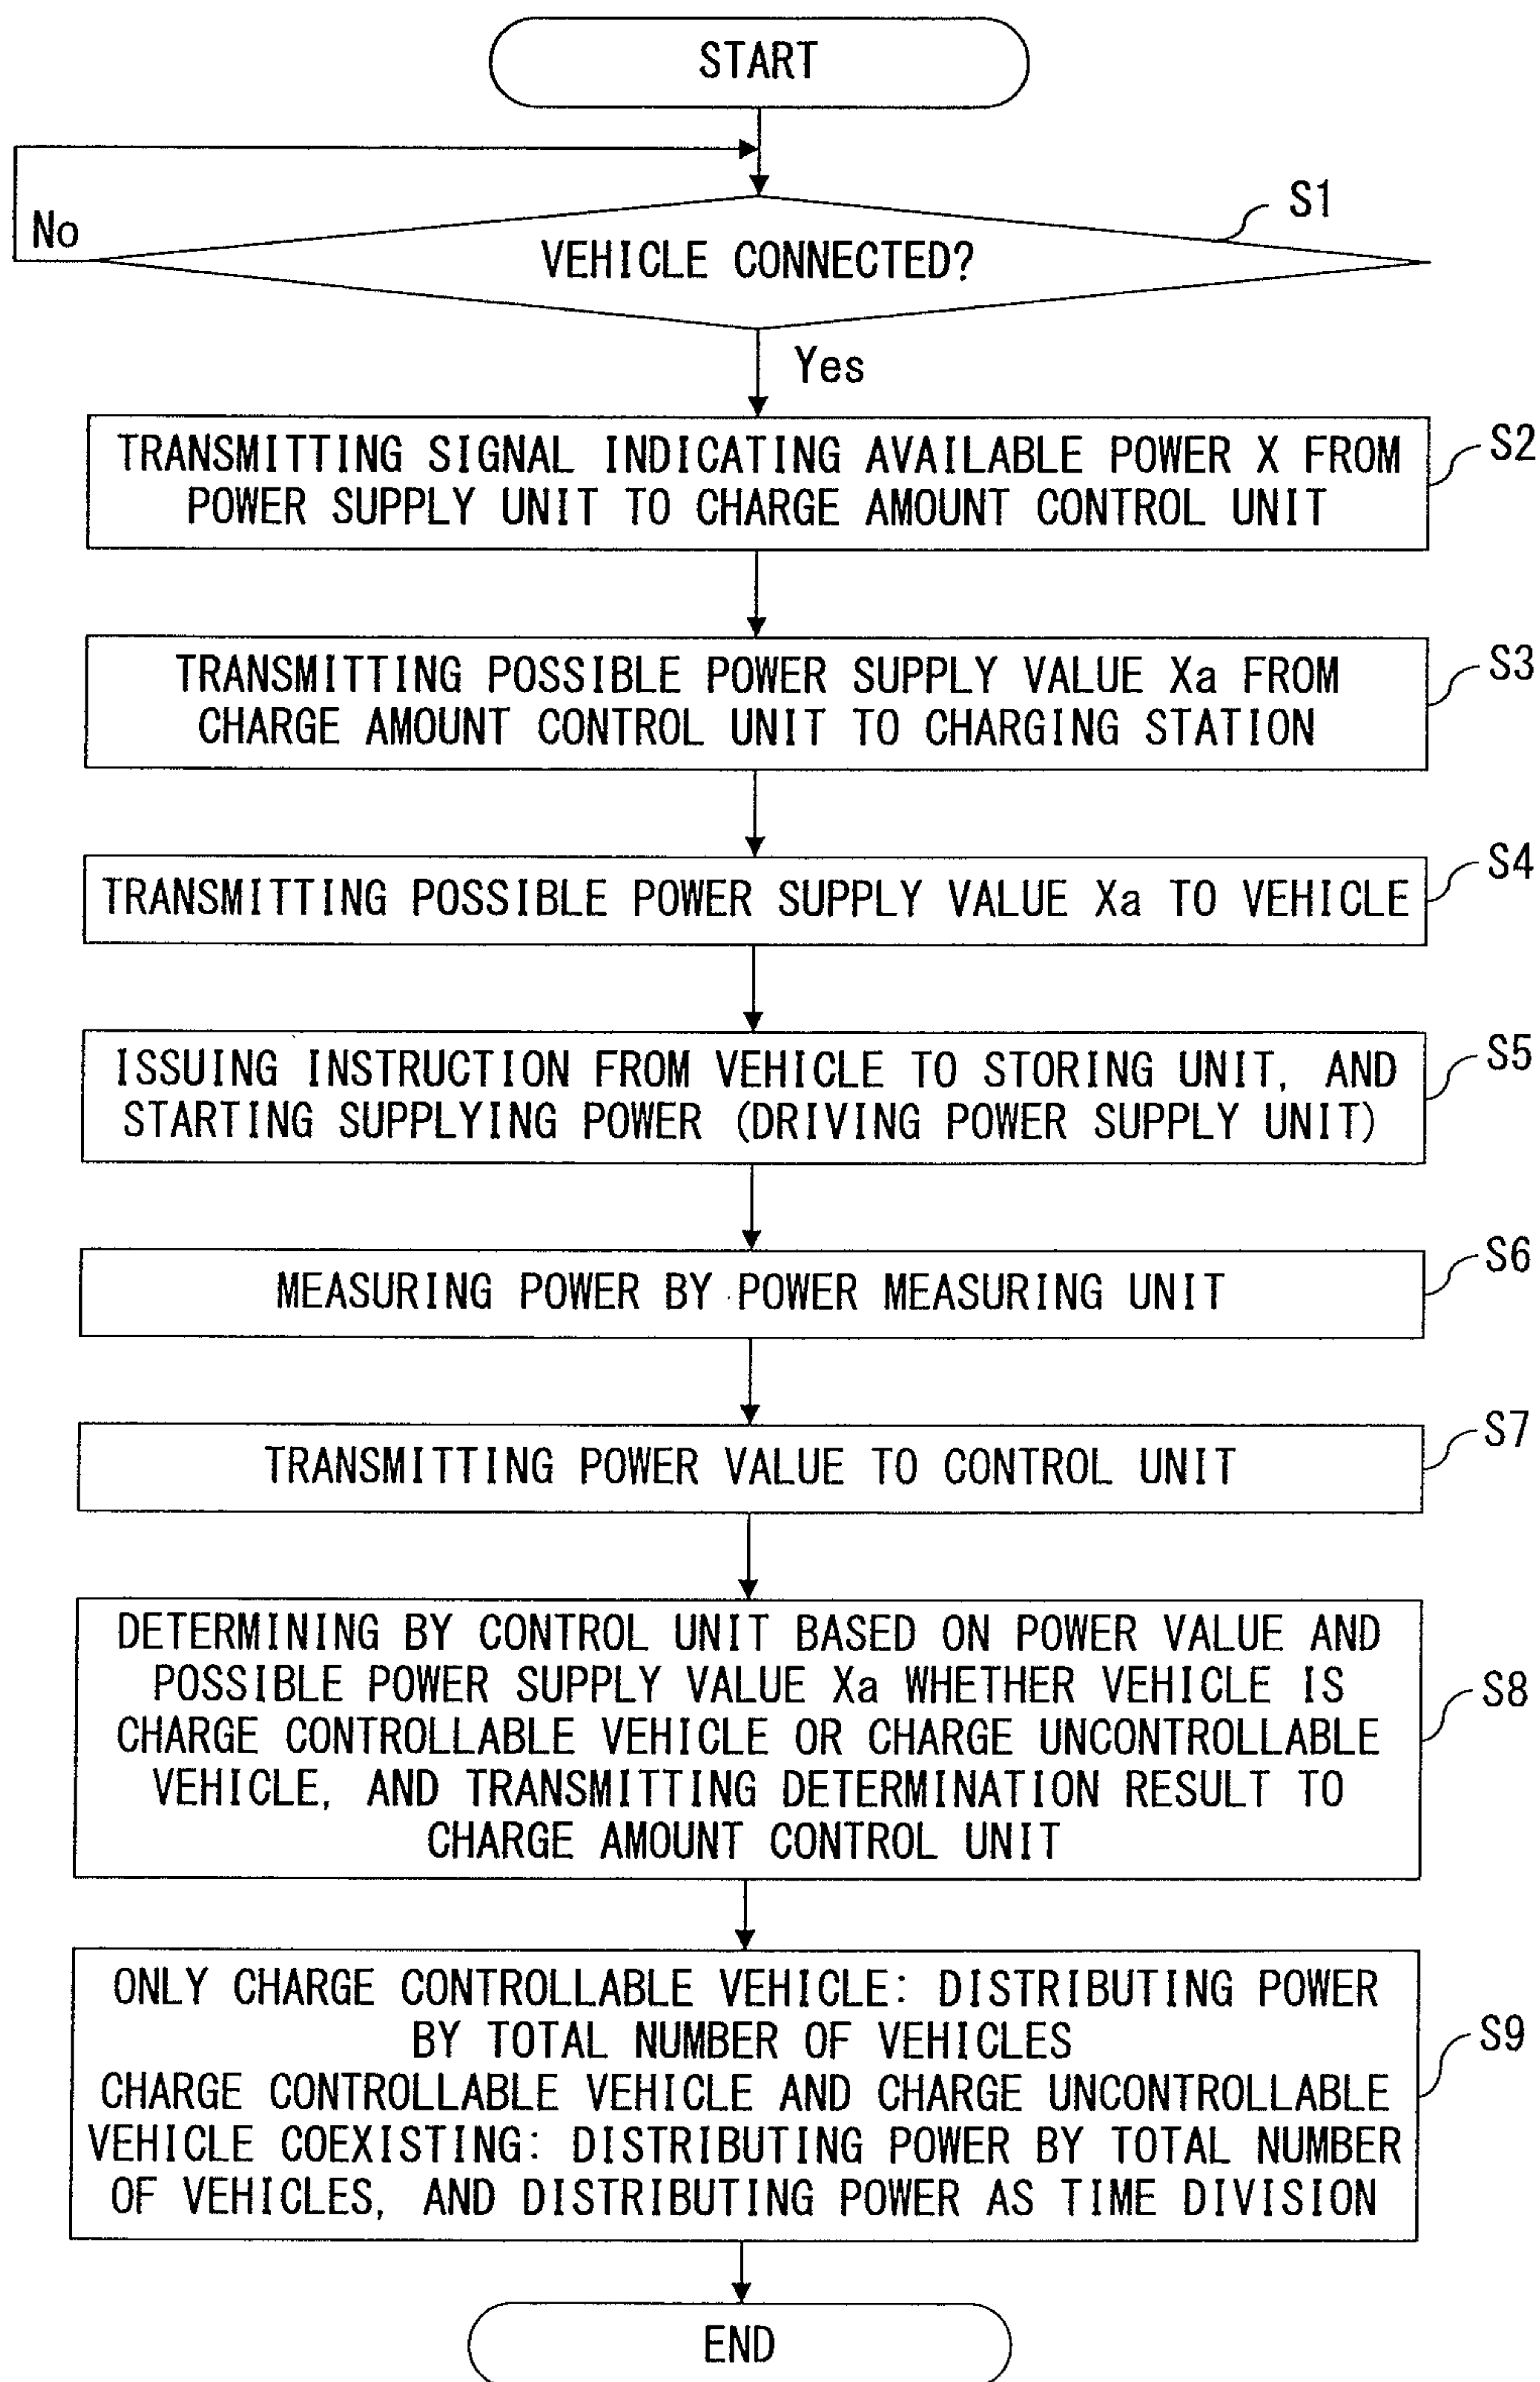 START
No
S1
VEHICLE CONNECTED?
Yes
TRANSMITTING SIGNAL INDICATING AVAILABLE POWER X FROM
POWER SUPPLY UNIT TO CHARGE AMOUNT CONTROL UNIT
S2
TRANSMITTING POSSIBLE POWER SUPPLY VALUE Xa FROM
CHARGE AMOUNT CONTROL UNIT TO CHARGING STATION
S3
TRANSMITTING POSSIBLE POWER SUPPLY VALUE Xa TO VEHICLE
S4
ISSUING INSTRUCTION FROM VEHICLE TO STORING UNIT, AND
STARTING SUPPLYING POWER (DRIVING POWER SUPPLY UNIT)
S5
MEASURING POWER BY POWER MEASURING UNIT
S6
TRANSMITTING POWER VALUE TO CONTROL UNIT
S7
DETERMINING BY CONTROL UNIT BASED ON POWER VALUE AND
POSSIBLE POWER SUPPLY VALUE Xa WHETHER VEHICLE IS
CHARGE CONTROLLABLE VEHICLE OR CHARGE UNCONTROLLABLE
VEHICLE, AND TRANSMITTING DETERMINATION RESULT TO
CHARGE AMOUNT CONTROL UNIT
S8
ONLY CHARGE CONTROLLABLE VEHICLE: DISTRIBUTING POWER
BY TOTAL NUMBER OF VEHICLES
CHARGE CONTROLLABLE VEHICLE AND CHARGE UNCONTROLLABLE
VEHICLE COEXISTING: DISTRIBUTING POWER BY TOTAL NUMBER
OF VEHICLES, AND DISTRIBUTING POWER AS TIME DIVISION
S9
END